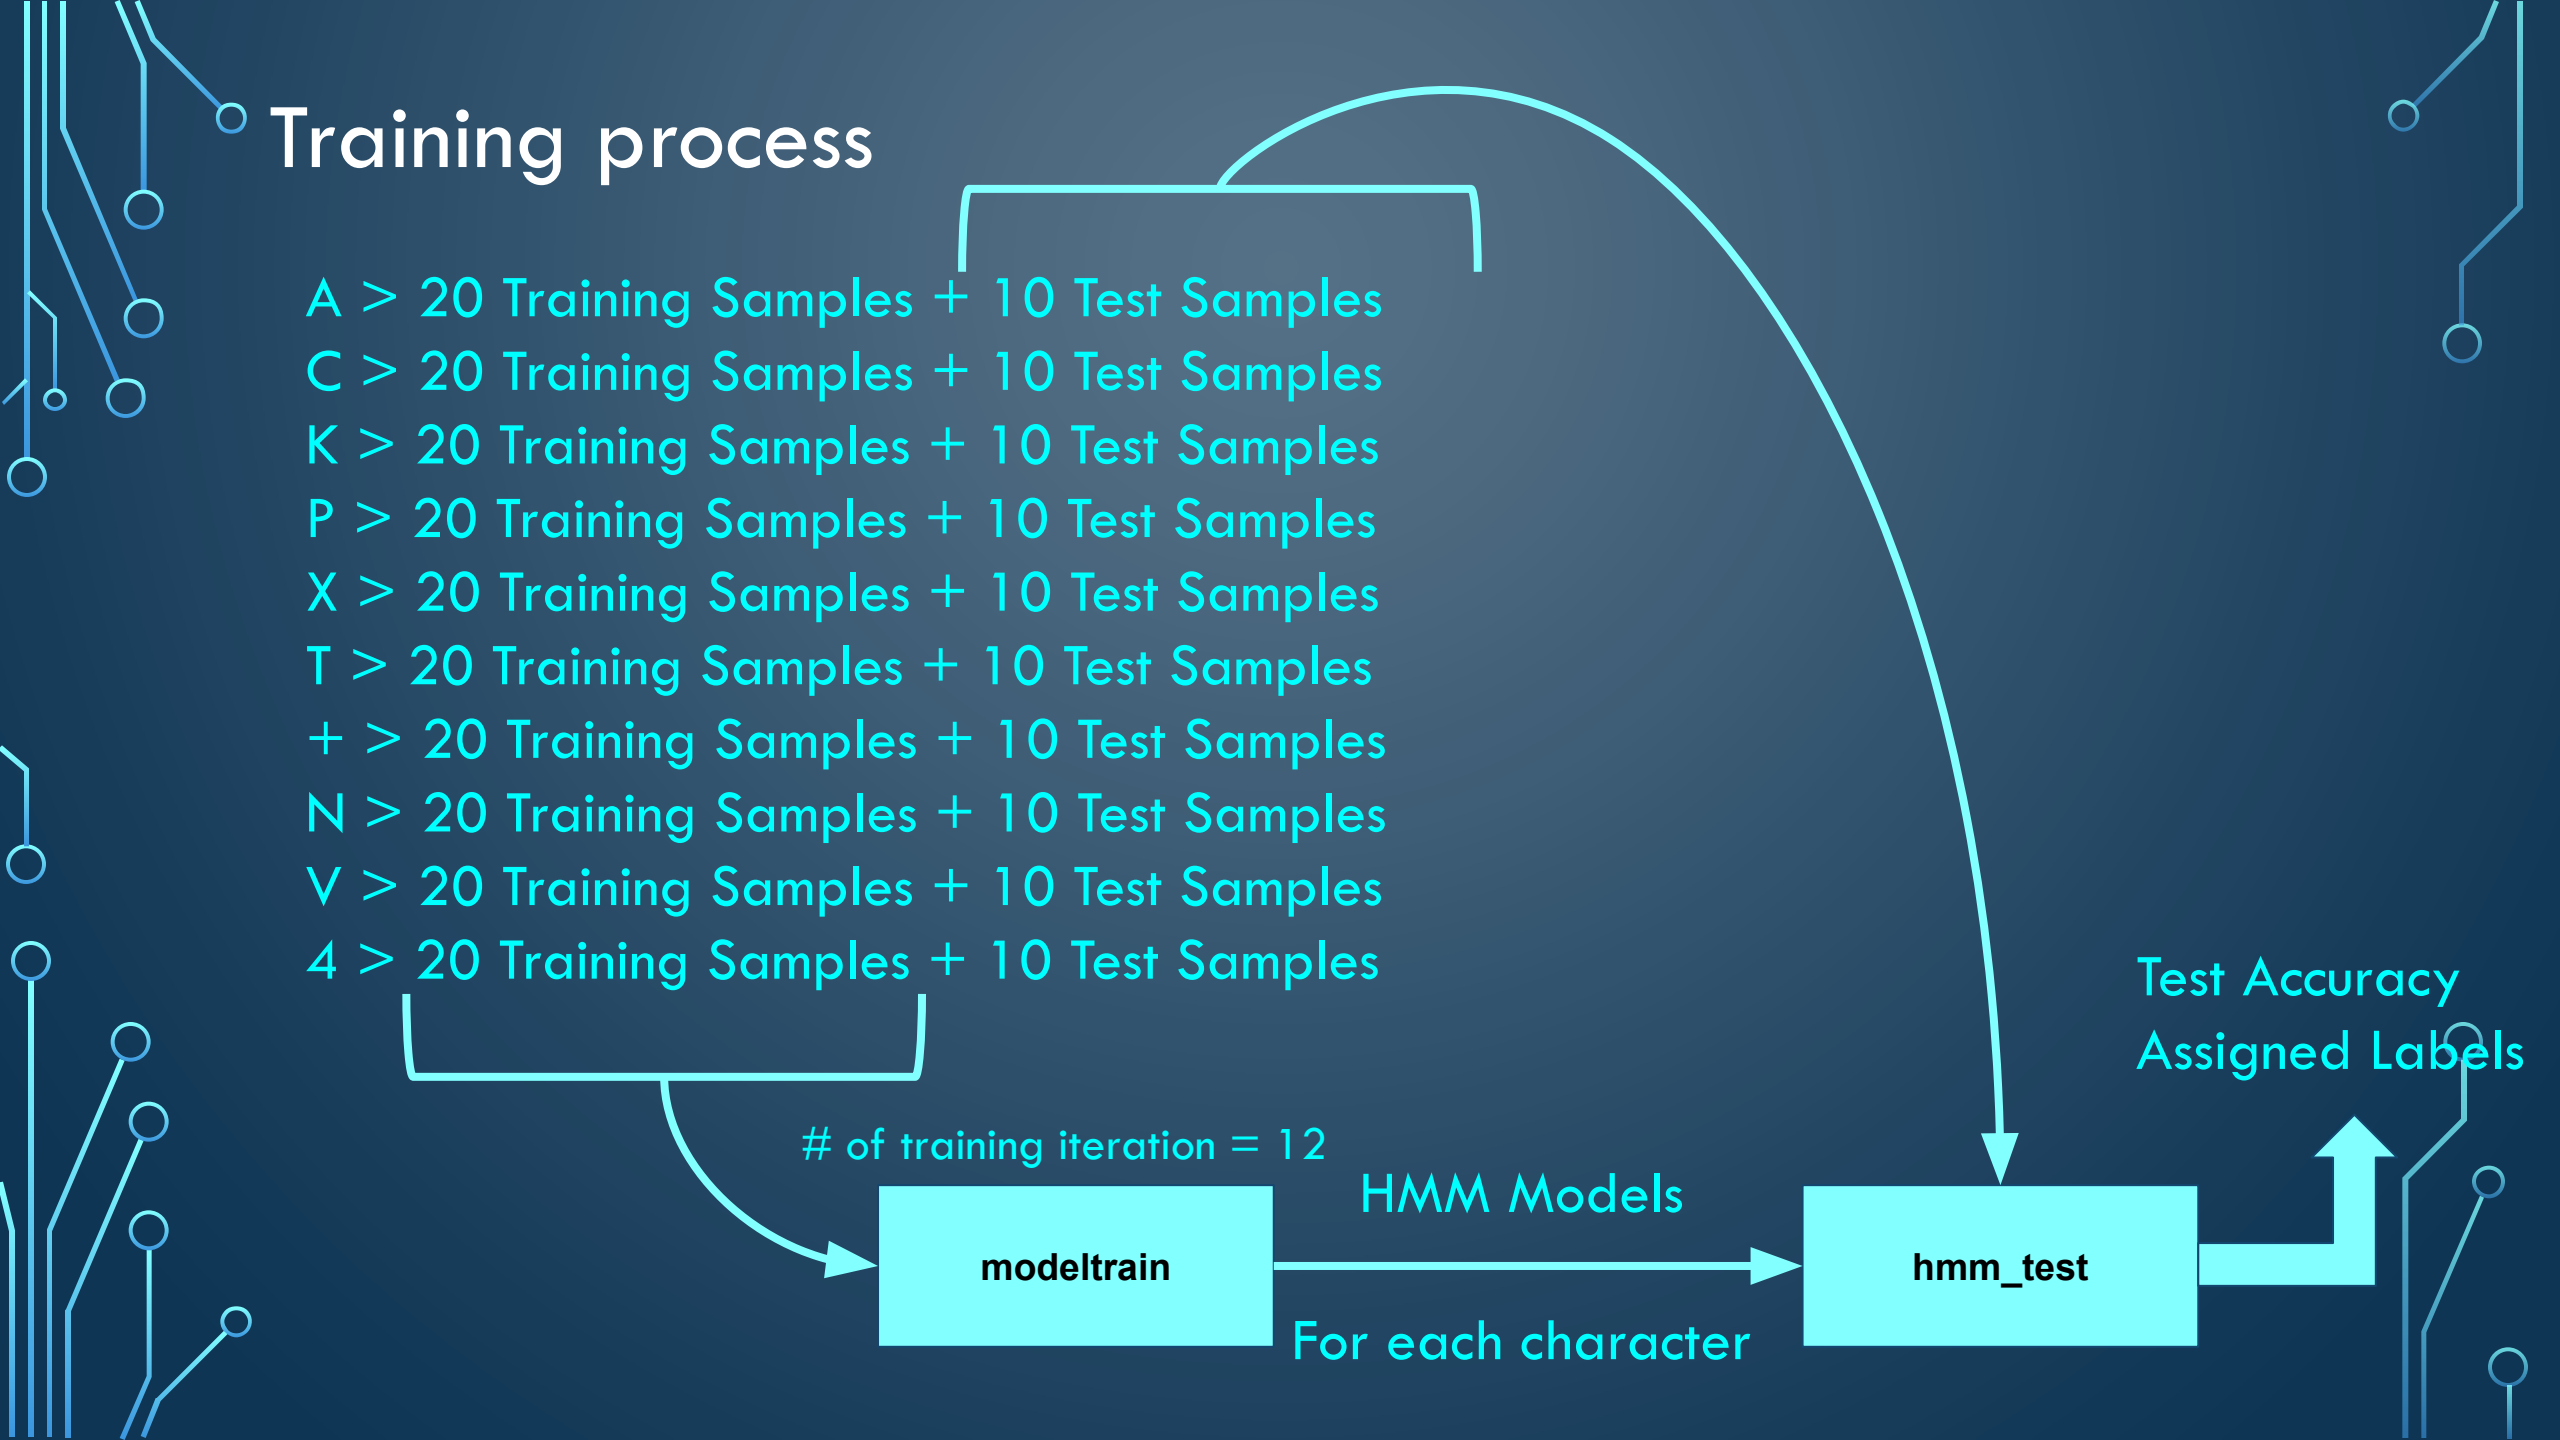 Training process
A > 20 Training Samples + 10 Test Samples
C > 20 Training Samples + 10 Test Samples
K > 20 Training Samples + 10 Test Samples
P > 20 Training Samples + 10 Test Samples
X > 20 Training Samples + 10 Test Samples
T > 20 Training Samples + 10 Test Samples
+ > 20 Training Samples + 10 Test Samples
N > 20 Training Samples + 10 Test Samples
V > 20 Training Samples + 10 Test Samples
4 > 20 Training Samples + 10 Test Samples
Test Accuracy
Assigned Labels
# of training iteration = 12
HMM Models
modeltrain
hmm_test
For each character